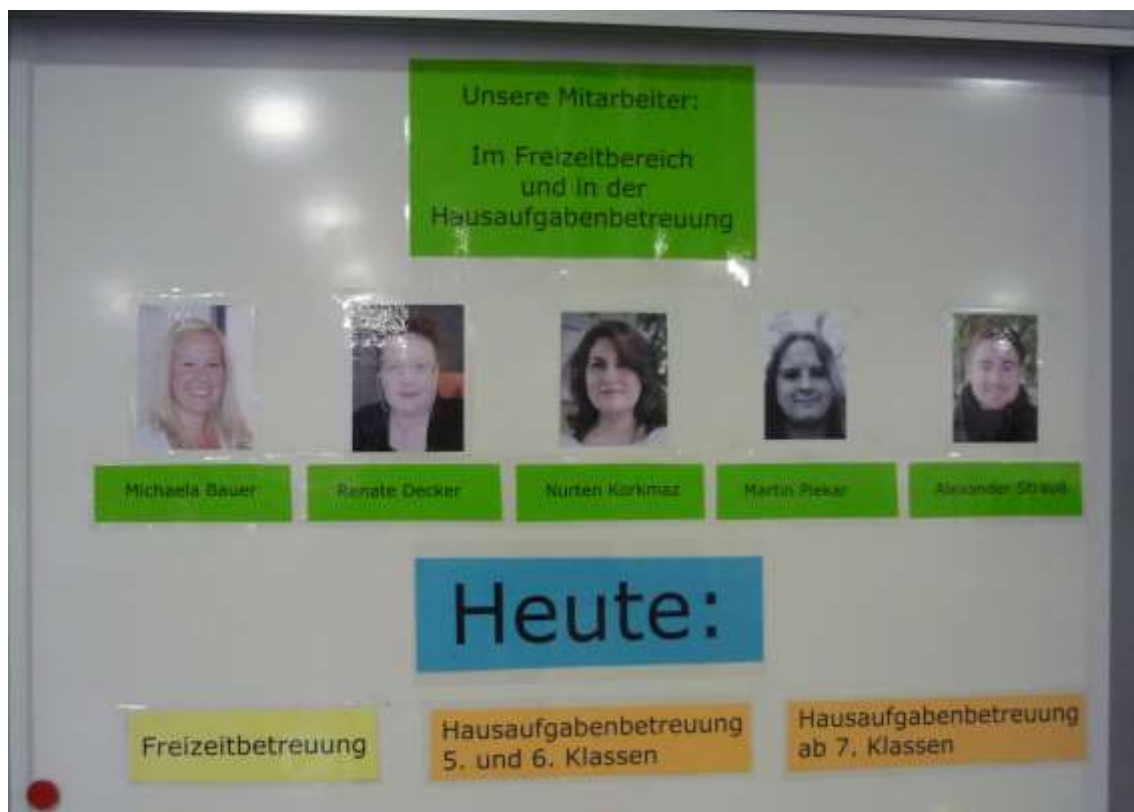 Unsere Mitarbeiter:
Im Freizeitbereich
und in der
Hausaufgabenbetreuung
Michaela Bauer
Renate Decker
Nurten Korkmaz
Martin Piekar
Alexander Strauß
Heute:
Freizeitbetreuung
Hausaufgabenbetreuung
5. und 6. Klassen
Hausaufgabenbetreuung
ab 7. Klassen